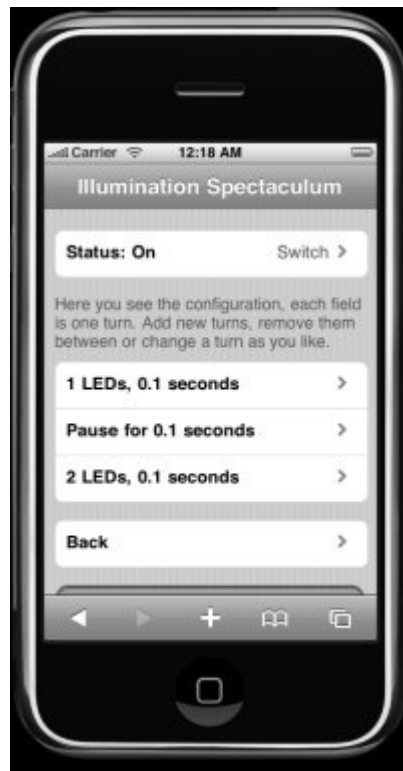 Carrier 12:18 AM
Illumination Spectaculum
Status: On Switch
Here you see the configuration, each field
is one turn. Add new turns, remove them
between or change a turn as you like.
1 LEDs, 0.1 seconds
Pause for 0.1 seconds
2 LEDs, 0.1 seconds
Back